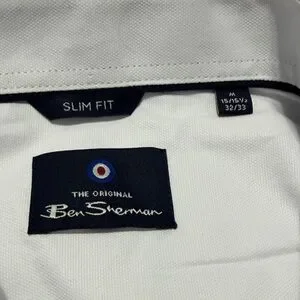 SLIM FIT
M
15/15½
32/33
THE ORIGINAL
Ben Sherman